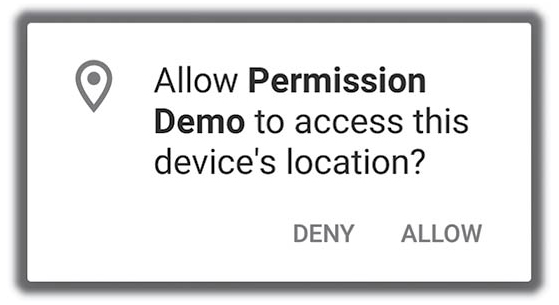 Allow Permission
Demo to access this
device's location?
DENY ALLOW